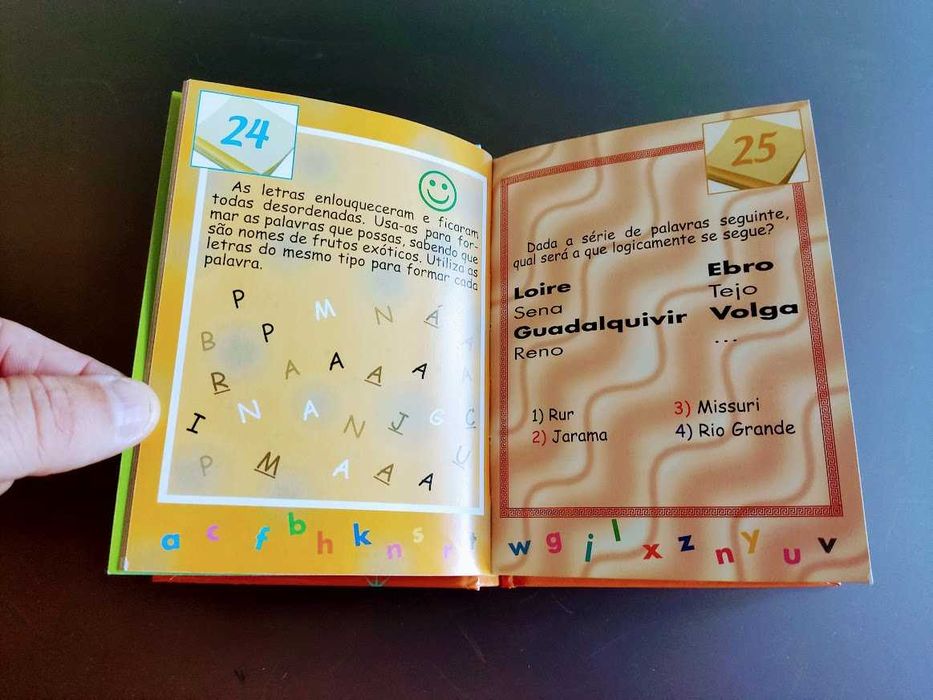 24
As letras enlouqueceram e ficaram
todas desordenadas. Usa-as para for-
mar as palavras que possas, sabendo que
são nomes de frutos exóticos. Utiliza as
letras do mesmo tipo para formar cada
palavra.
P M N Á
B P A
B A A A A A
I N A N J G C
P M A A A U
a c f b h k n s r
25
Dada a série de palavras seguinte,
qual será a que logicamente se segue?
Loire
Sena
Guadalquivir
Reno
Ebro
Tejo
Volga
...
1) Rur
2) Jarama
3) Missuri
4) Rio Grande
w g j l x z n y u v